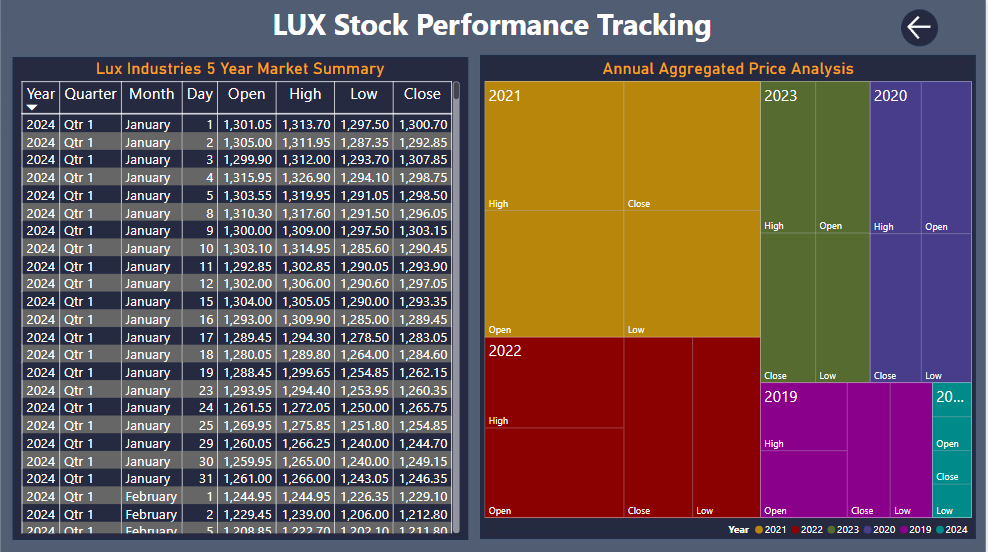 LUX Stock Performance Tracking
Lux Industries 5 Year Market Summary
Year Quarter Month Day Open High Low Close
2024 Qtr 1 January 1 1,301.05 1,313.70 1,297.50 1,300.70
2024 Qtr 1 January 2 1,305.00 1,311.95 1,287.35 1,292.85
2024 Qtr 1 January 3 1,299.90 1,312.00 1,293.70 1,307.85
2024 Qtr 1 January 4 1,315.95 1,326.90 1,294.10 1,298.75
2024 Qtr 1 January 5 1,303.55 1,319.95 1,291.05 1,298.50
2024 Qtr 1 January 8 1,310.30 1,317.60 1,291.50 1,296.05
2024 Qtr 1 January 9 1,300.00 1,309.00 1,297.50 1,303.15
2024 Qtr 1 January 10 1,303.10 1,314.95 1,285.60 1,290.45
2024 Qtr 1 January 11 1,292.85 1,302.85 1,290.05 1,293.90
2024 Qtr 1 January 12 1,302.00 1,306.00 1,290.60 1,297.05
2024 Qtr 1 January 15 1,304.00 1,305.05 1,290.00 1,293.35
2024 Qtr 1 January 16 1,293.00 1,309.90 1,285.00 1,289.45
2024 Qtr 1 January 17 1,289.45 1,294.30 1,278.50 1,283.05
2024 Qtr 1 January 18 1,280.05 1,289.80 1,264.00 1,284.60
2024 Qtr 1 January 19 1,288.45 1,299.65 1,254.85 1,262.15
2024 Qtr 1 January 23 1,293.95 1,294.40 1,253.95 1,260.35
2024 Qtr 1 January 24 1,261.55 1,272.05 1,250.00 1,265.75
2024 Qtr 1 January 25 1,269.95 1,275.85 1,251.80 1,254.85
2024 Qtr 1 January 29 1,260.05 1,266.25 1,240.00 1,244.70
2024 Qtr 1 January 30 1,259.95 1,265.00 1,240.00 1,249.15
2024 Qtr 1 January 31 1,261.00 1,266.00 1,243.05 1,246.35
2024 Qtr 1 February 1 1,244.95 1,244.95 1,226.35 1,229.10
2024 Qtr 1 February 2 1,229.45 1,239.00 1,206.00 1,212.80
2024 Qtr 1 February 5 1,208.85 1,222.70 1,202.10 1,211.80
Annual Aggregated Price Analysis
2021
High Close
Open Low
2022
High
Open Close Low
2023
High Open
Close Low
2020
High Open
Close Low
2019
High
Open Close Low
20...
Open
Close
Low
Year 2021 2022 2023 2020 2019 2024